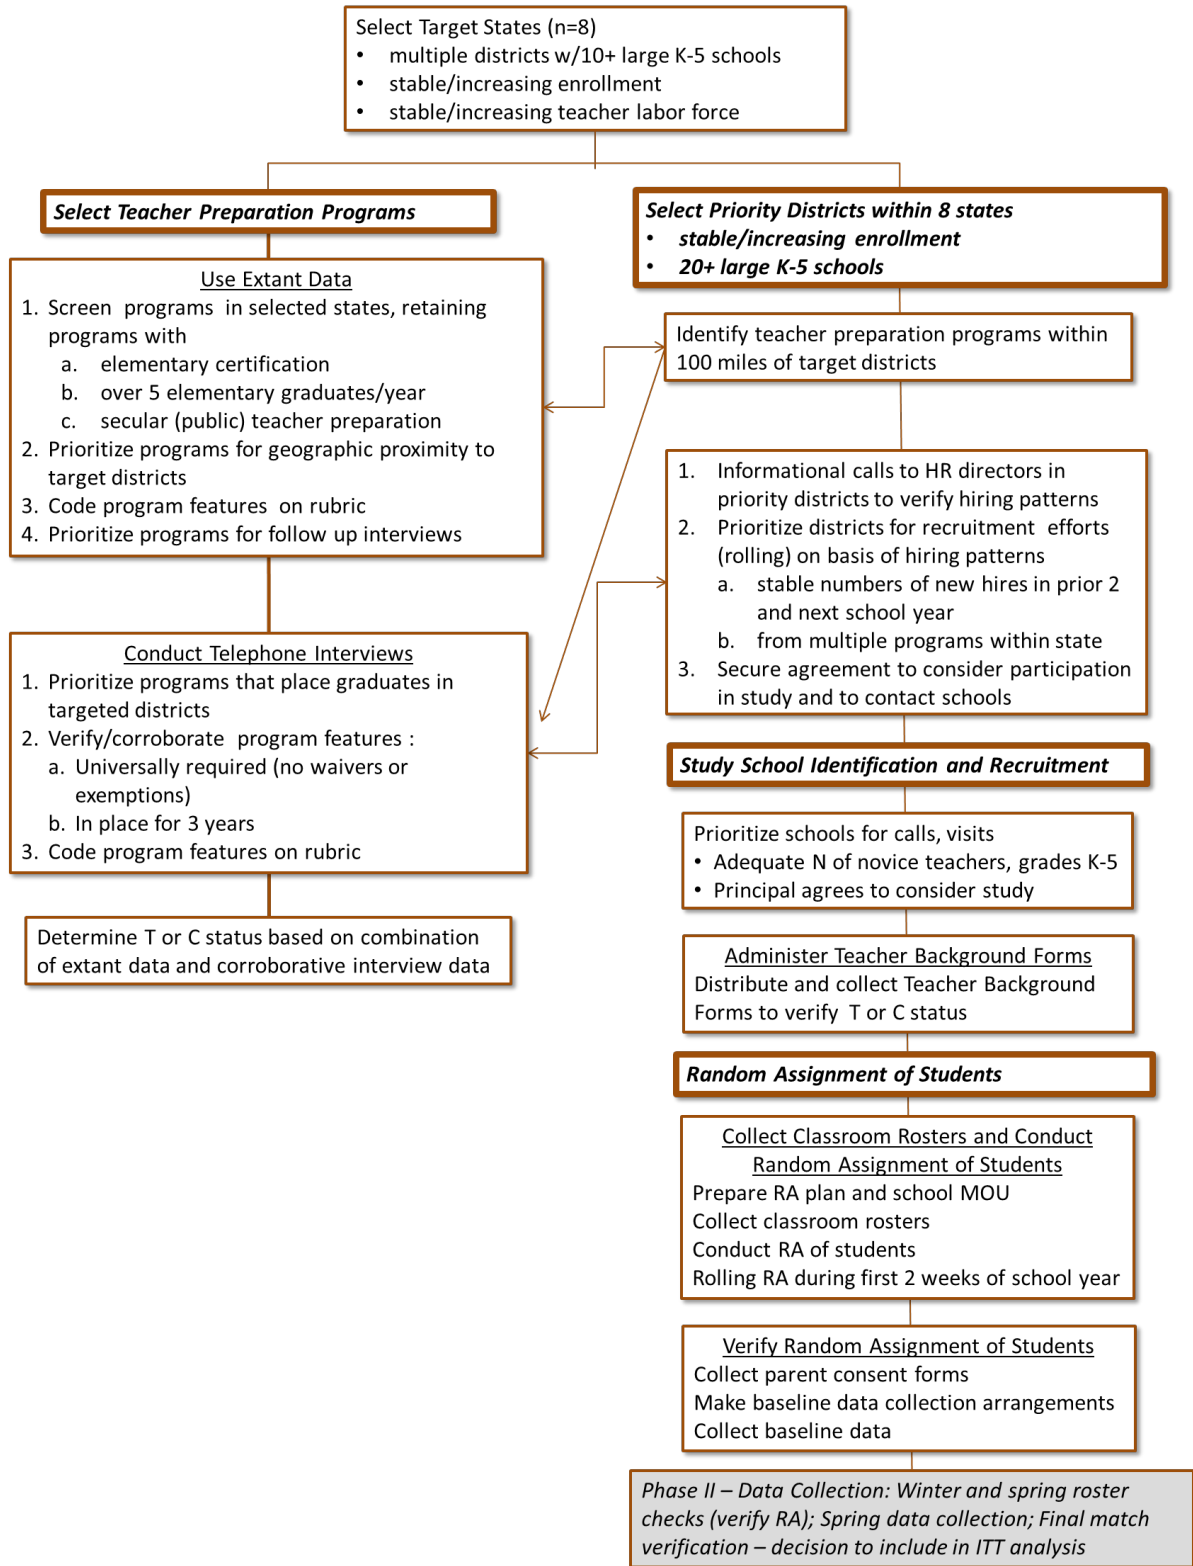 Select Target States (n=8)
• multiple districts w/10+ large K-5 schools
• stable/increasing enrollment
• stable/increasing teacher labor force
Select Teacher Preparation Programs
Use Extant Data
1. Screen programs in selected states, retaining
programs with
a. elementary certification
b. over 5 elementary graduates/year
c. secular (public) teacher preparation
2. Prioritize programs for geographic proximity to
target districts
3. Code program features on rubric
4. Prioritize programs for follow up interviews
Conduct Telephone Interviews
1. Prioritize programs that place graduates in
targeted districts
2. Verify/corroborate program features :
a. Universally required (no waivers or
exemptions)
b. In place for 3 years
3. Code program features on rubric
Determine T or C status based on combination
of extant data and corroborative interview data
Select Priority Districts within 8 states
• stable/increasing enrollment
• 20+ large K-5 schools
Identify teacher preparation programs within
100 miles of target districts
1. Informational calls to HR directors in
priority districts to verify hiring patterns
2. Prioritize districts for recruitment efforts
(rolling) on basis of hiring patterns
a. stable numbers of new hires in prior 2
and next school year
b. from multiple programs within state
3. Secure agreement to consider participation
in study and to contact schools
Study School Identification and Recruitment
Prioritize schools for calls, visits
• Adequate N of novice teachers, grades K-5
• Principal agrees to consider study
Administer Teacher Background Forms
Distribute and collect Teacher Background
Forms to verify T or C status
Random Assignment of Students
Collect Classroom Rosters and Conduct
Random Assignment of Students
Prepare RA plan and school MOU
Collect classroom rosters
Conduct RA of students
Rolling RA during first 2 weeks of school year
Verify Random Assignment of Students
Collect parent consent forms
Make baseline data collection arrangements
Collect baseline data
Phase II – Data Collection: Winter and spring roster
checks (verify RA); Spring data collection; Final match
verification – decision to include in ITT analysis